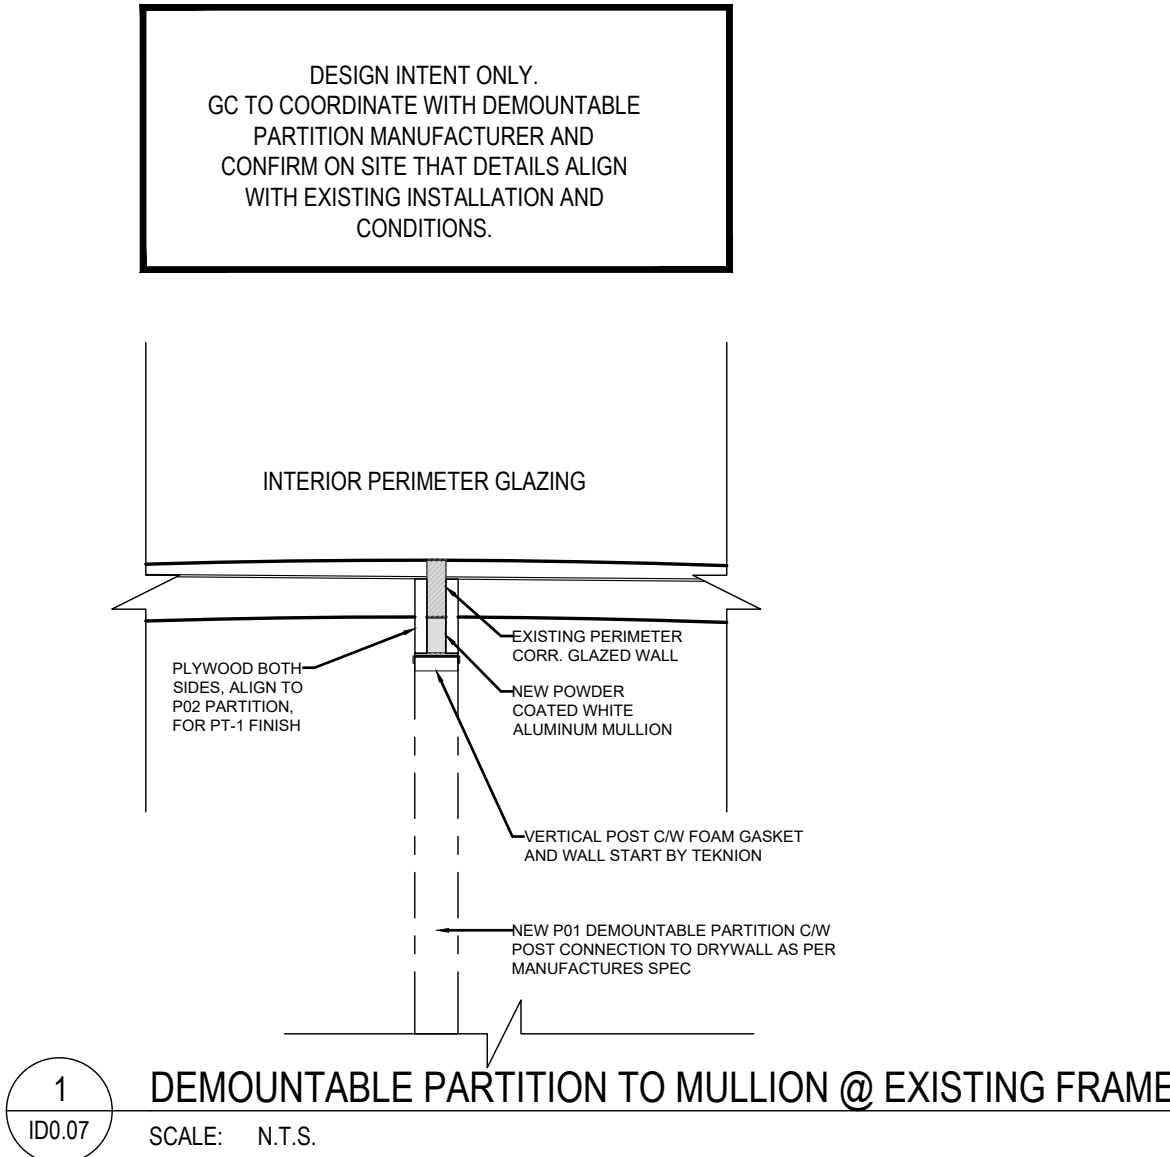 DESIGN INTENT ONLY.
GC TO COORDINATE WITH DEMOUNTABLE
PARTITION MANUFACTURER AND
CONFIRM ON SITE THAT DETAILS ALIGN
WITH EXISTING INSTALLATION AND
CONDITIONS.
INTERIOR PERIMETER GLAZING
EXISTING PERIMETER
CORR. GLAZED WALL
PLYWOOD BOTH
SIDES, ALIGN TO
P02 PARTITION,
FOR PT-1 FINISH
NEW POWDER
COATED WHITE
ALUMINUM MULLION
VERTICAL POST C/W FOAM GASKET
AND WALL START BY TEKNION
NEW P01 DEMOUNTABLE PARTITION C/W
POST CONNECTION TO DRYWALL AS PER
MANUFACTURES SPEC
1
ID0.07
DEMOUNTABLE PARTITION TO MULLION @ EXISTING FRAME
SCALE: N.T.S.